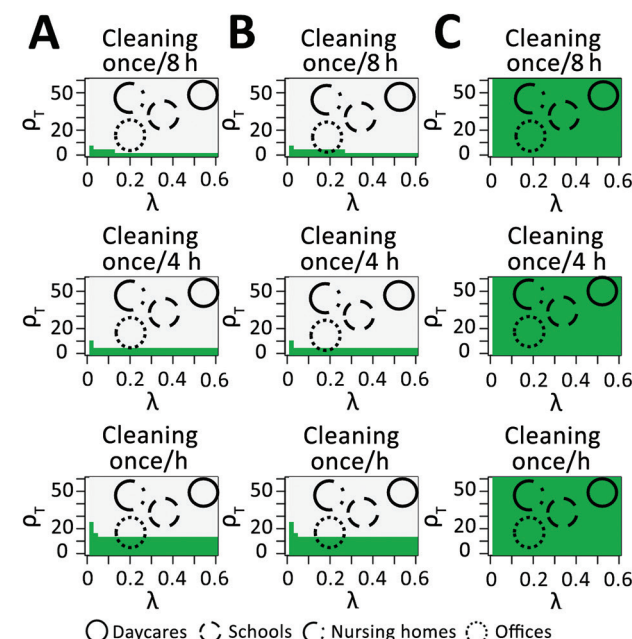 A B C
Cleaning once/8 h Cleaning once/8 h Cleaning once/8 h
ρT 50 20 0 ρT 50 20 0 ρT 50 20 0
0 0.2 0.4 0.6 0 0.2 0.4 0.6 0 0.2 0.4 0.6
λ λ λ
Cleaning once/4 h Cleaning once/4 h Cleaning once/4 h
ρT 50 20 0 ρT 50 20 0 ρT 50 20 0
0 0.2 0.4 0.6 0 0.2 0.4 0.6 0 0.2 0.4 0.6
λ λ λ
Cleaning once/h Cleaning once/h Cleaning once/h
ρT 50 20 0 ρT 50 20 0 ρT 50 20 0
0 0.2 0.4 0.6 0 0.2 0.4 0.6 0 0.2 0.4 0.6
λ λ λ
Daycares Schools Nursing homes Offices